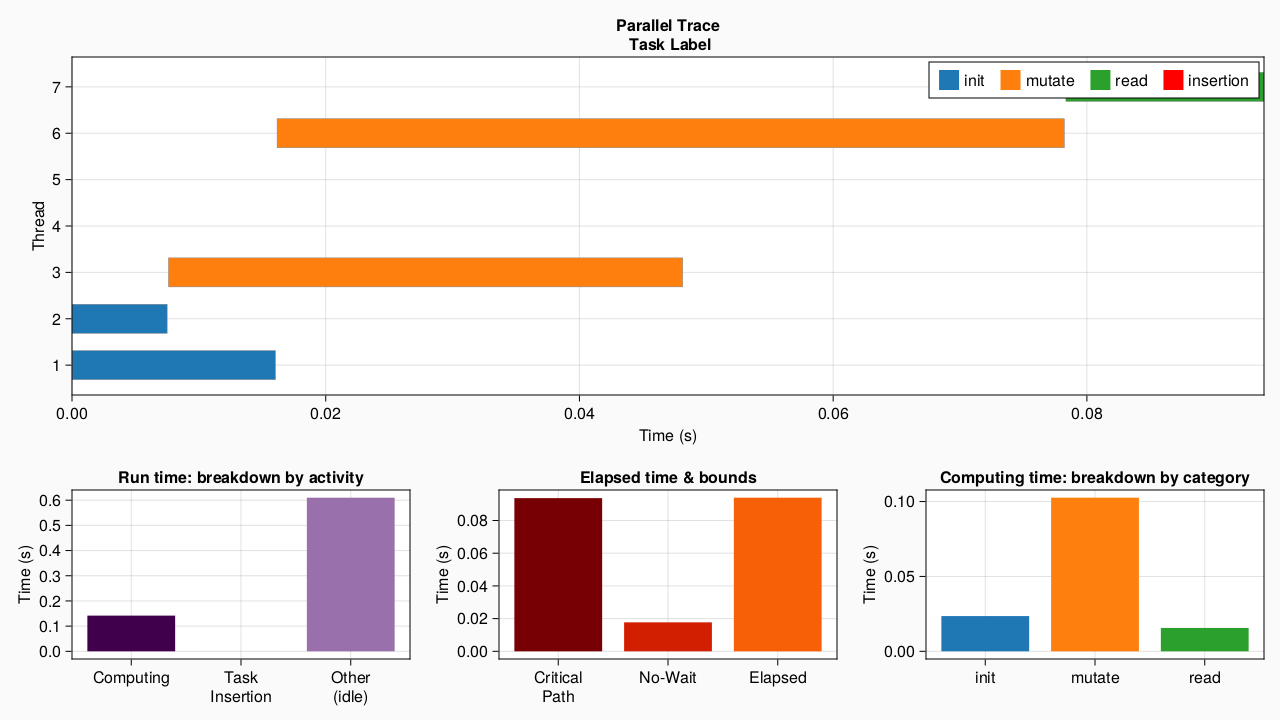 Parallel Trace
Task Label
init mutate read insertion
7
6
5
4
3
2
1
Thread
0.00 0.02 0.04 0.06 0.08
Time (s)
Run time: breakdown by activity
0.6
0.5
0.4
0.3
0.2
0.1
0.0
Time (s)
Computing Task Insertion Other (idle)
Elapsed time & bounds
0.08
0.06
0.04
0.02
0.00
Time (s)
Critical Path No-Wait Elapsed
Computing time: breakdown by category
0.10
0.05
0.00
Time (s)
init mutate read